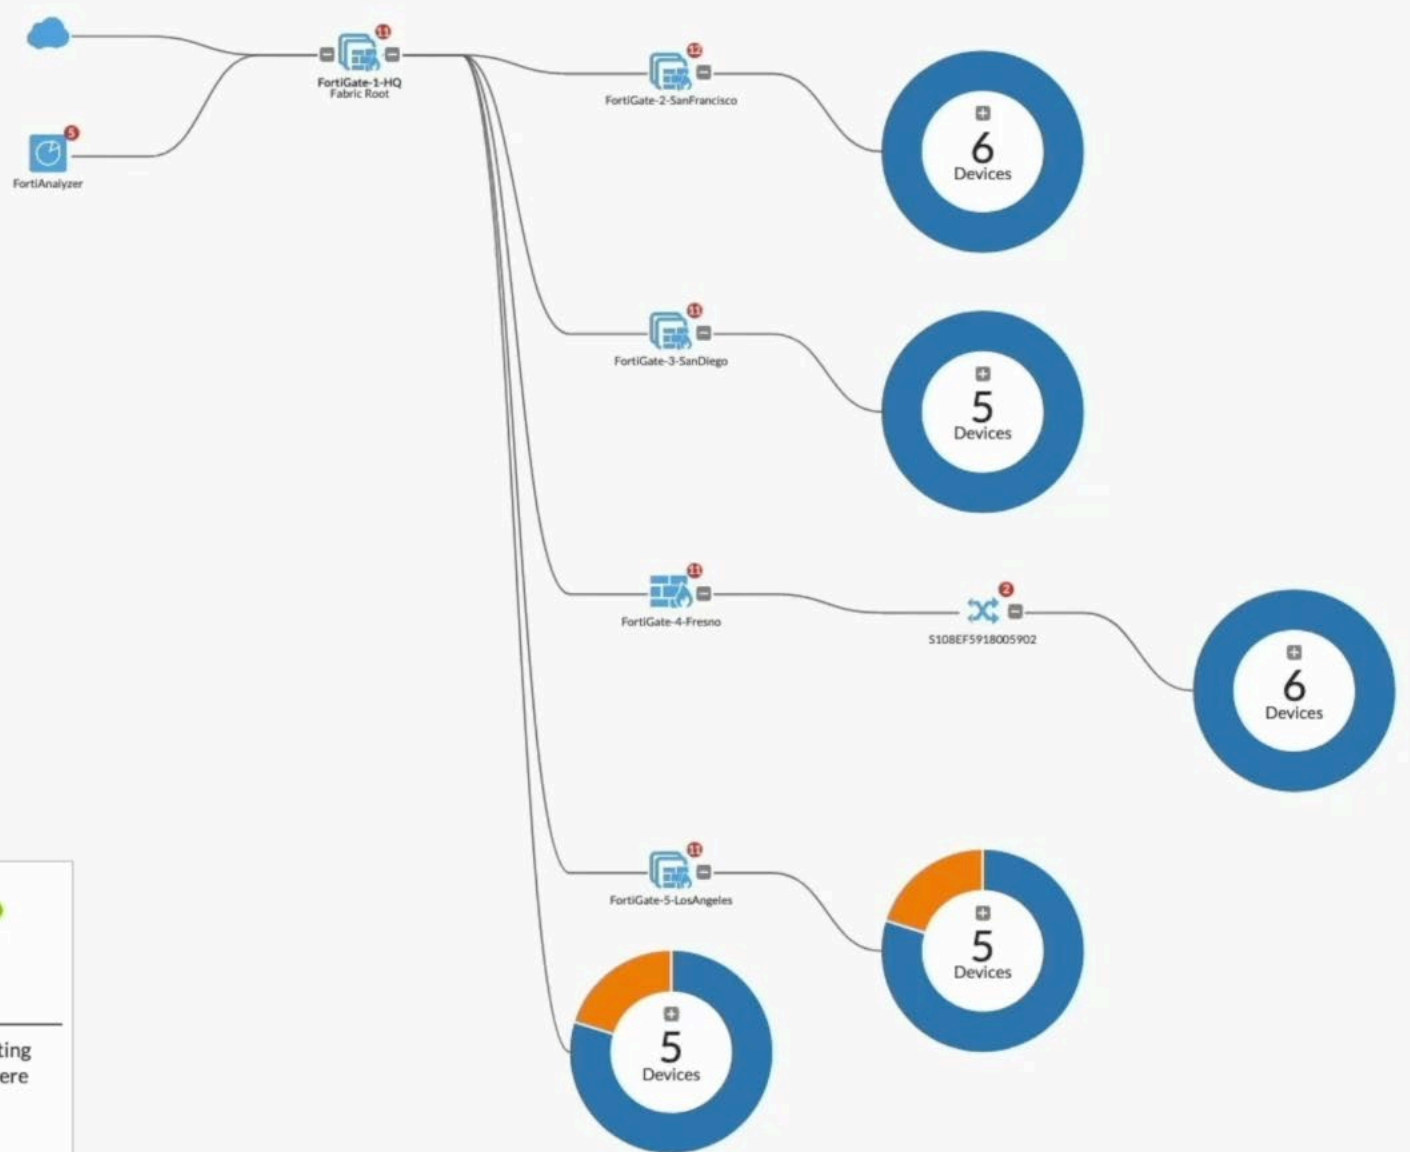 11
FortiGate-1-HQ
Fabric Root
5
FortiAnalyzer
12
FortiGate-2-SanFrancisco
6
Devices
11
FortiGate-3-SanDiego
5
Devices
11
FortiGate-4-Fresno
2
S108EF5918005902
6
Devices
11
FortiGate-5-LosAngeles
5
Devices
5
Devices
ting
ere